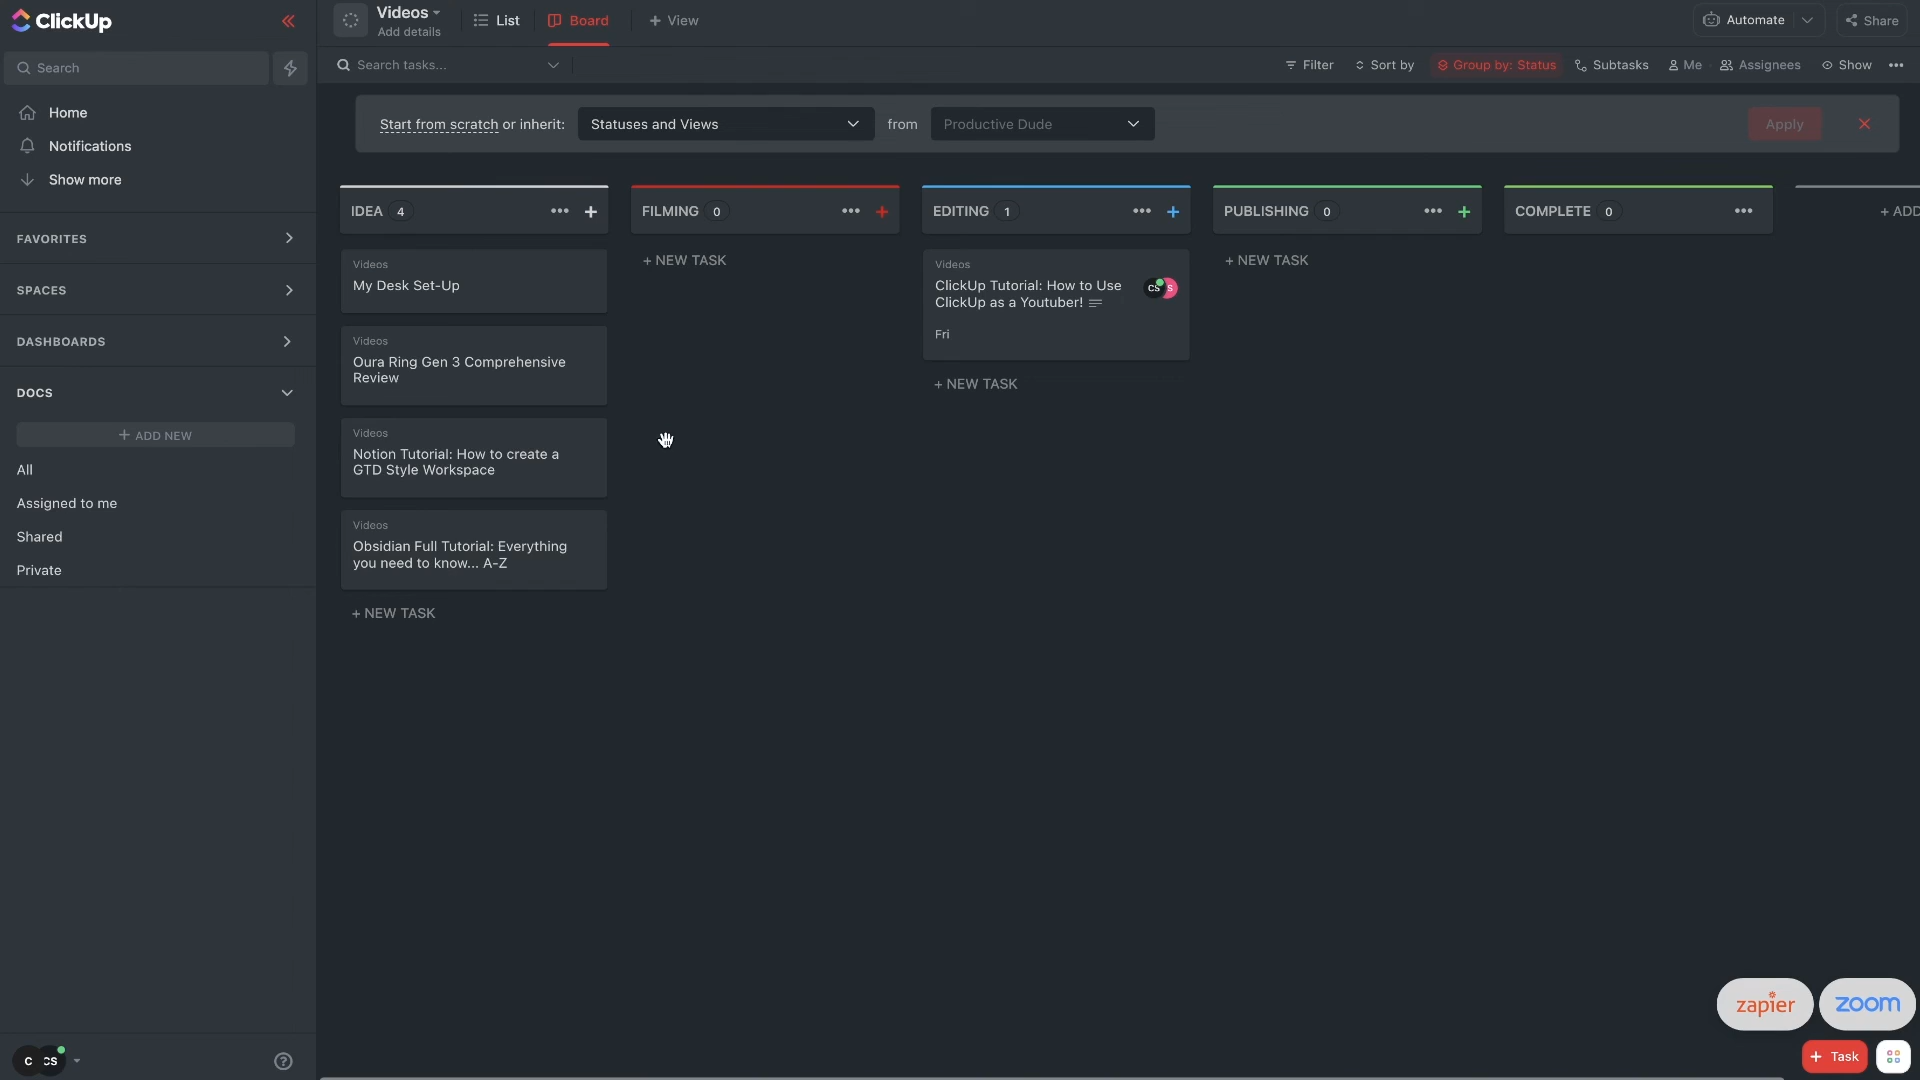 ClickUp
Search
Home
Notifications
Show more
FAVORITES
SPACES
DASHBOARDS
DOCS
+ ADD NEW
All
Assigned to me
Shared
Private
C CS
Videos
Add details
List
Board
+ View
Automate
Share
Search tasks...
Filter
Sort by
Group by: Status
Subtasks
Me
Assignees
Show
Start from scratch or inherit:
Statuses and Views
from
Productive Dude
Apply
IDEA 4
Videos
My Desk Set-Up
Videos
Oura Ring Gen 3 Comprehensive
Review
Videos
Notion Tutorial: How to create a
GTD Style Workspace
Videos
Obsidian Full Tutorial: Everything
you need to know... A-Z
+ NEW TASK
FILMING 0
+ NEW TASK
EDITING 1
Videos
ClickUp Tutorial: How to Use
ClickUp as a Youtuber!
CS S
Fri
+ NEW TASK
PUBLISHING 0
+ NEW TASK
COMPLETE 0
+ ADD
zapier
zoom
+ Task